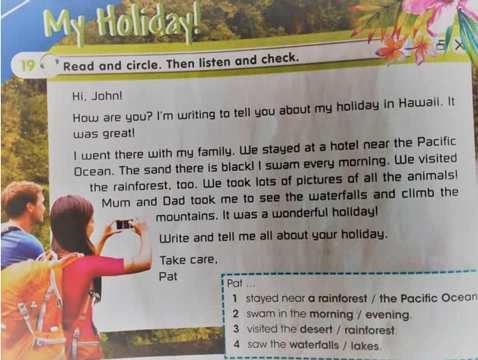 My Holiday!
19 Read and circle. Then listen and check.
Hi, John!
How are you? I'm writing to tell you about my holiday in Hawaii. It
was great!
I went there with my family. We stayed at a hotel near the Pacific
Ocean. The sand there is black! I swam every morning. We visited
the rainforest, too. We took lots of pictures of all the animals!
Mum and Dad took me to see the waterfalls and climb the
mountains. It was a wonderful holiday!
Write and tell me all about your holiday.
Take care,
Pat
Pat ...
1 stayed near a rainforest / the Pacific Ocean
2 swam in the morning / evening.
3 visited the desert / rainforest.
4 saw the waterfalls / lakes.